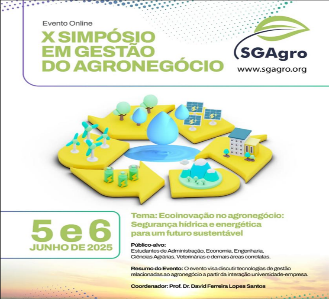 Evento Online
X SIMPÓSIO
EM GESTÃO
DO AGRONEGÓCIO
SGAgro
www.sgagro.org
5 e 6
JUNHO DE 2025
Tema: Ecoinovação no agronegócio:
Segurança hídrica e energética
para um futuro sustentável
Público-alvo:
Estudantes de Administração, Economia, Engenharia,
Ciências Agrárias, Veterinária e demais áreas correlatas.
Resumo do Evento: O evento visa discutir tecnologias de gestão
relacionadas ao agronegócio a partir da interação universidade-empresa.
Coordenador: Prof. Dr. David Ferreira Lopes Santos